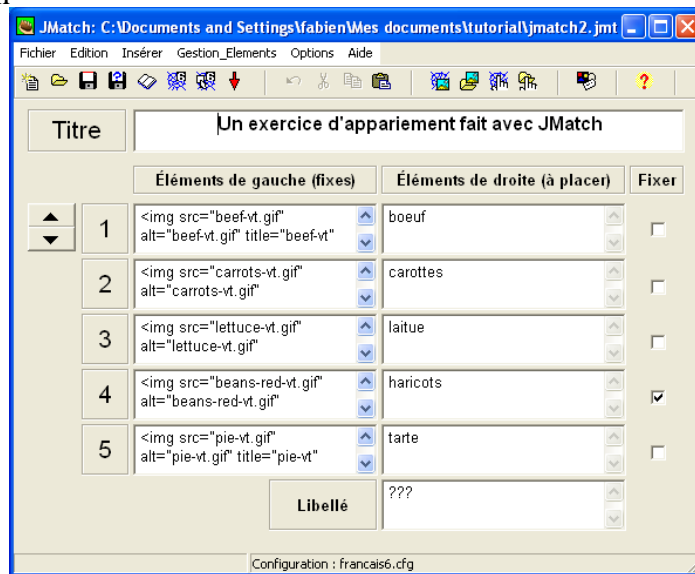 JMatch: C:\Documents and Settings\fabien\Mes documents\tutorial\jmatch2.jmt
Fichier Edition Insérer Gestion_Elements Options Aide
Titre
Un exercice d'appariement fait avec JMatch
Éléments de gauche (fixes) Éléments de droite (à placer) Fixer
1
<img src="beef-vt.gif"
alt="beef-vt.gif" title="beef-vt"
boeuf
2
<img src="carrots-vt.gif"
alt="carrots-vt.gif"
carottes
3
<img src="lettuce-vt.gif"
alt="lettuce-vt.gif"
laitue
4
<img src="beans-red-vt.gif"
alt="beans-red-vt.gif"
haricots
5
<img src="pie-vt.gif"
alt="pie-vt.gif" title="pie-vt"
tarte
Libellé
???
Configuration : francais6.cfg